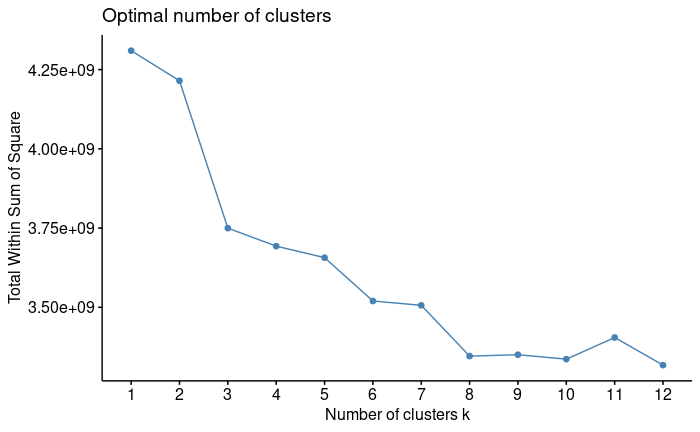 Optimal number of clusters
Total Within Sum of Square
4.25e+09
4.00e+09
3.75e+09
3.50e+09
1 2 3 4 5 6 7 8 9 10 11 12
Number of clusters k